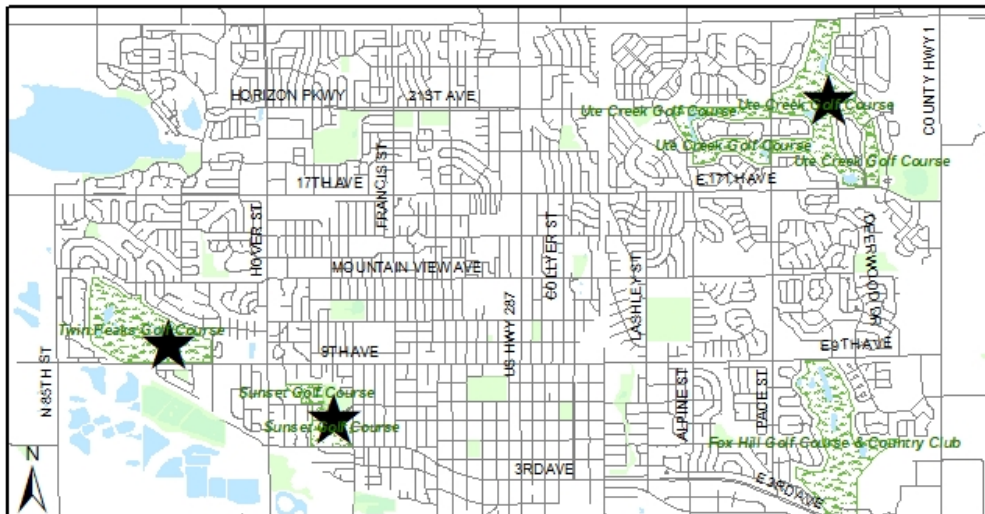 COUNTY HWY 1
HORIZON PKWY
21ST AVE
Ute Creek Golf Course
Ute Creek Golf Course
Ute Creek Golf Course
Ute Creek Golf Course
17TH AVE
E 17TH AVE
FRANCIS ST
HOVER ST
COLLYER ST
DEERWOOD DR
MOUNTAIN VIEW AVE
LASHLEY ST
US HWY 287
Twin Peaks Golf Course
9TH AVE
E 9TH AVE
N 85TH ST
Sunset Golf Course
Sunset Golf Course
ALPINE ST
PACE ST
Fox Hill Golf Course & Country Club
N
3RD AVE
E 3RD AVE